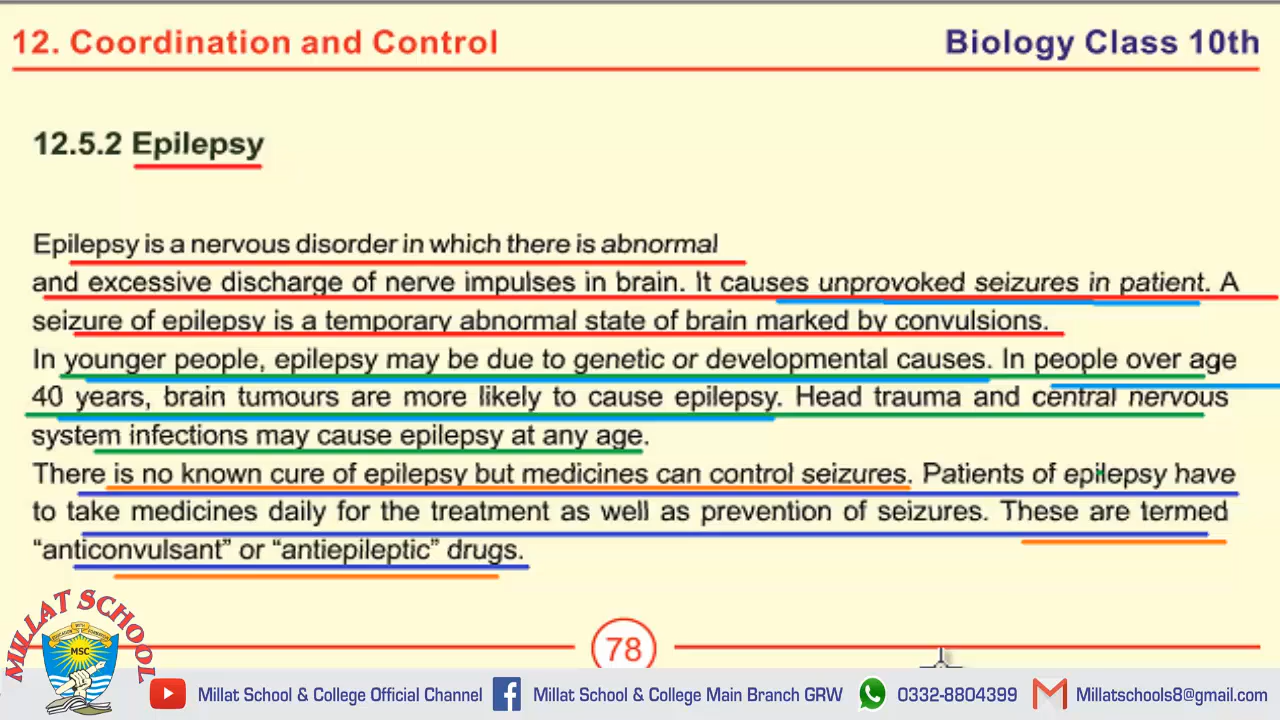 12. Coordination and Control
Biology Class 10th
12.5.2 Epilepsy
Epilepsy is a nervous disorder in which there is abnormal
and excessive discharge of nerve impulses in brain. It causes unprovoked seizures in patient. A
seizure of epilepsy is a temporary abnormal state of brain marked by convulsions.
In younger people, epilepsy may be due to genetic or developmental causes. In people over age
40 years, brain tumours are more likely to cause epilepsy. Head trauma and central nervous
system infections may cause epilepsy at any age.
There is no known cure of epilepsy but medicines can control seizures. Patients of epilepsy have
to take medicines daily for the treatment as well as prevention of seizures. These are termed
“anticonvulsant” or “antiepileptic” drugs.
78
MILLAT SCHOOL
MSC
Millat School & College Official Channel
Millat School & College Main Branch GRW
0332-8804399
Millatschools8@gmail.com